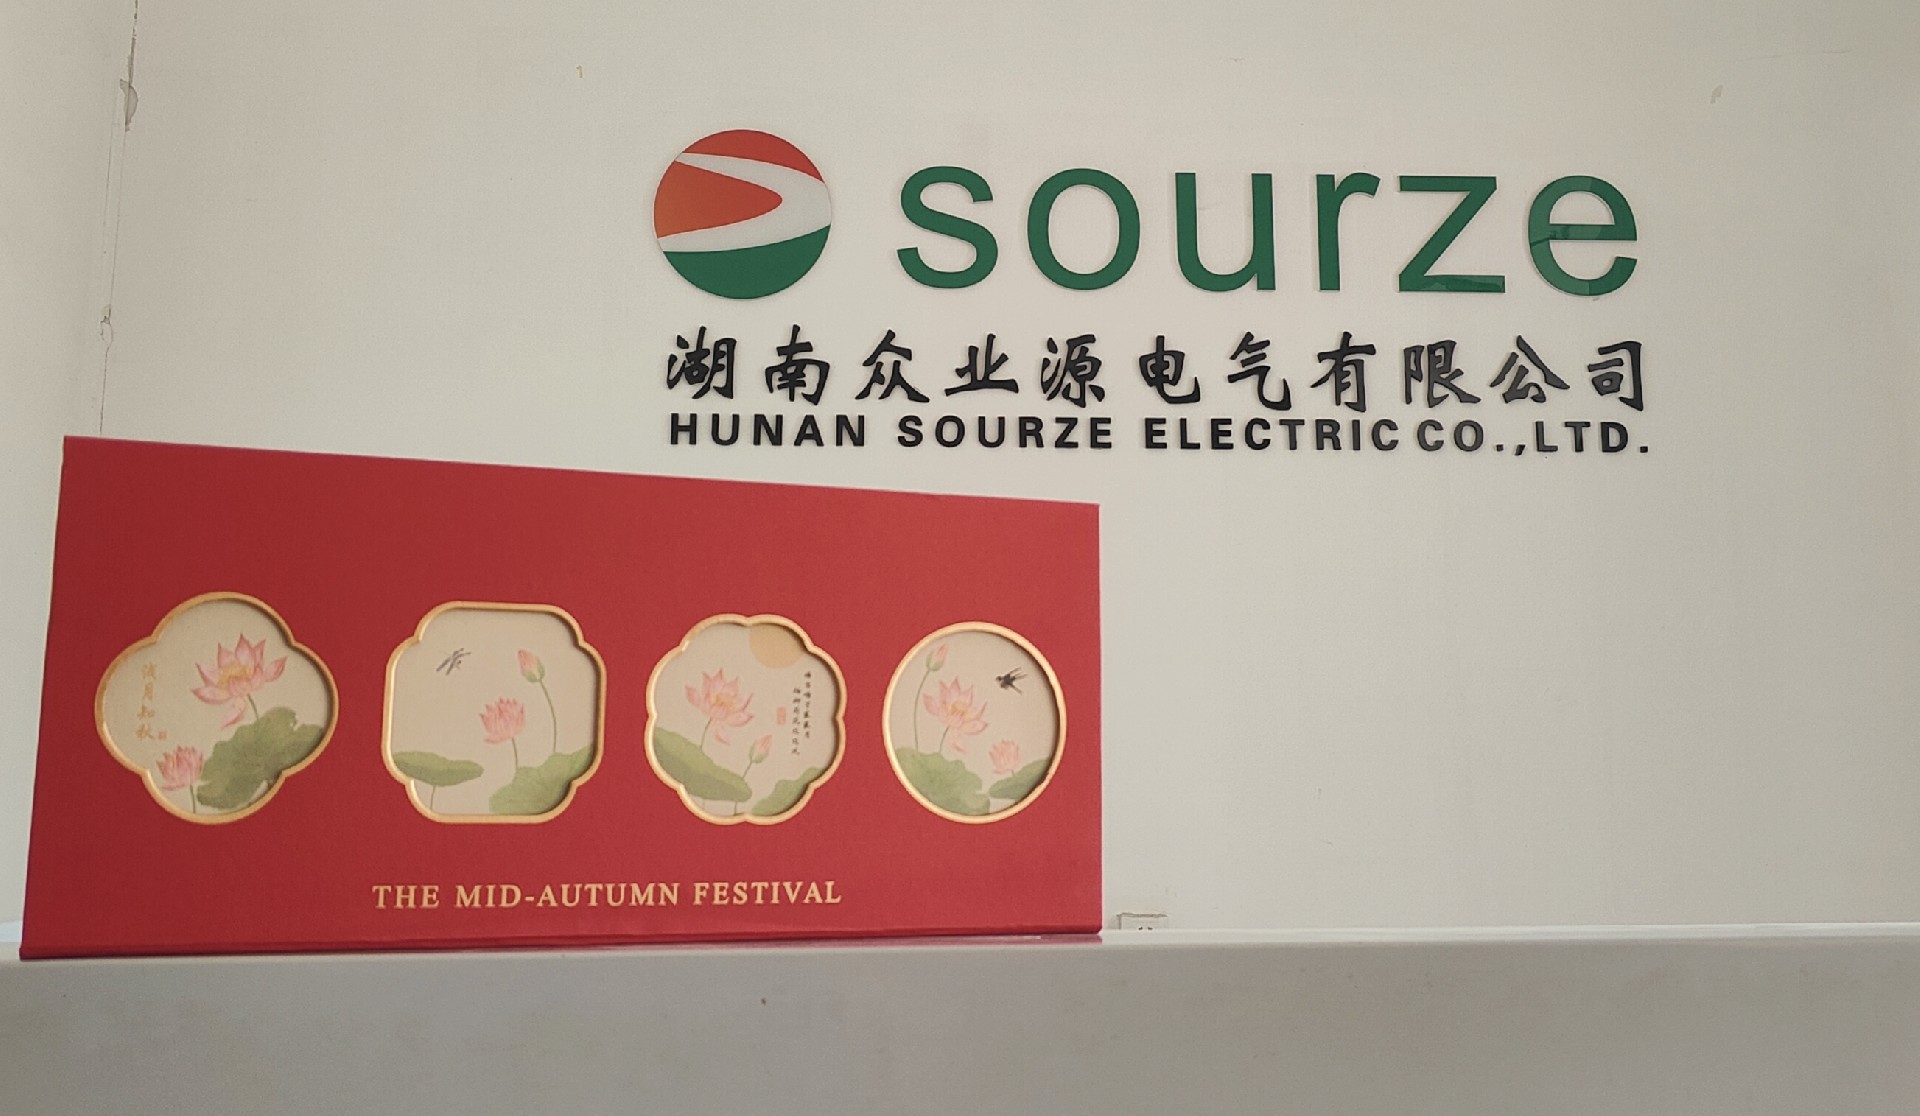 sourze
湖南众业源电气有限公司
HUNAN SOURZE ELECTRIC CO.,LTD.
THE MID-AUTUMN FESTIVAL